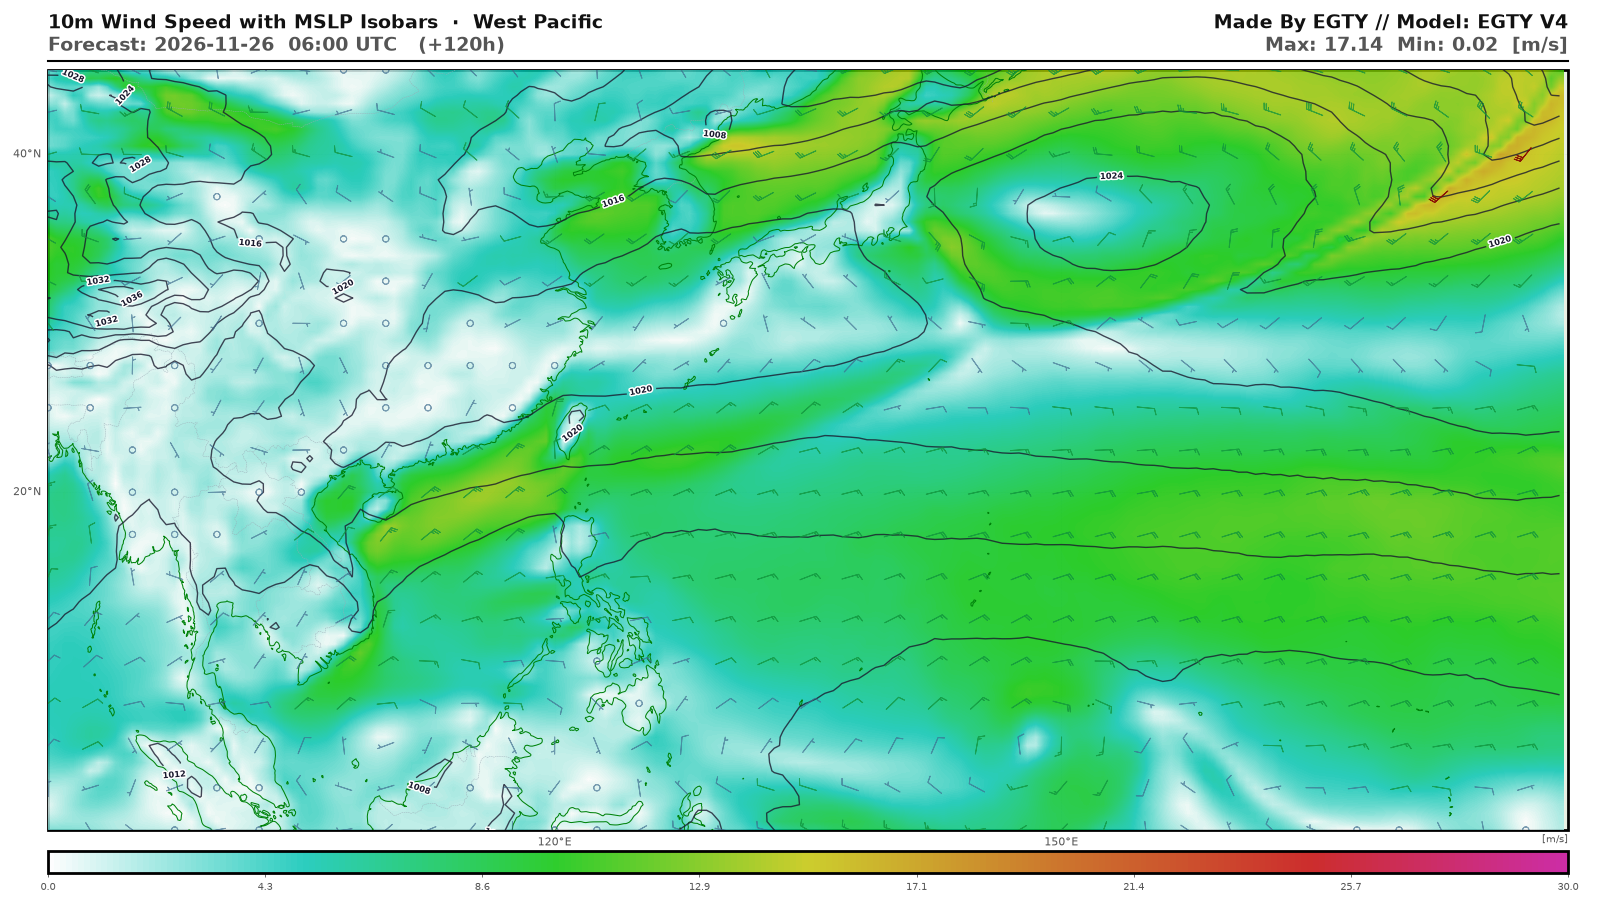 10m Wind Speed with MSLP Isobars · West Pacific
Made By EGTY // Model: EGTY V4
Forecast: 2026-11-26 06:00 UTC (+120h)
Max: 17.14 Min: 0.02 [m/s]
1028
1024
1008
40°N
1028
1024
1016
1016
1020
1032
1020
1036
1032
1020
1020
20°N
1012
1008
120°E
150°E
[m/s]
0.0
4.3
8.6
12.9
17.1
21.4
25.7
30.0